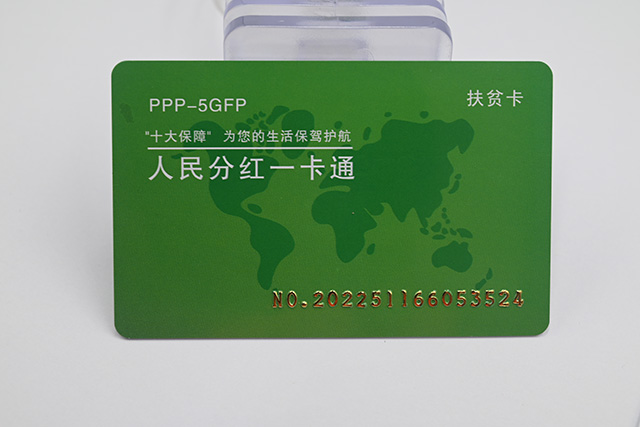 PPP-5GFP
扶贫卡
"十大保障" 为您的生活保驾护航
人民分红一卡通
NO.202251166053524